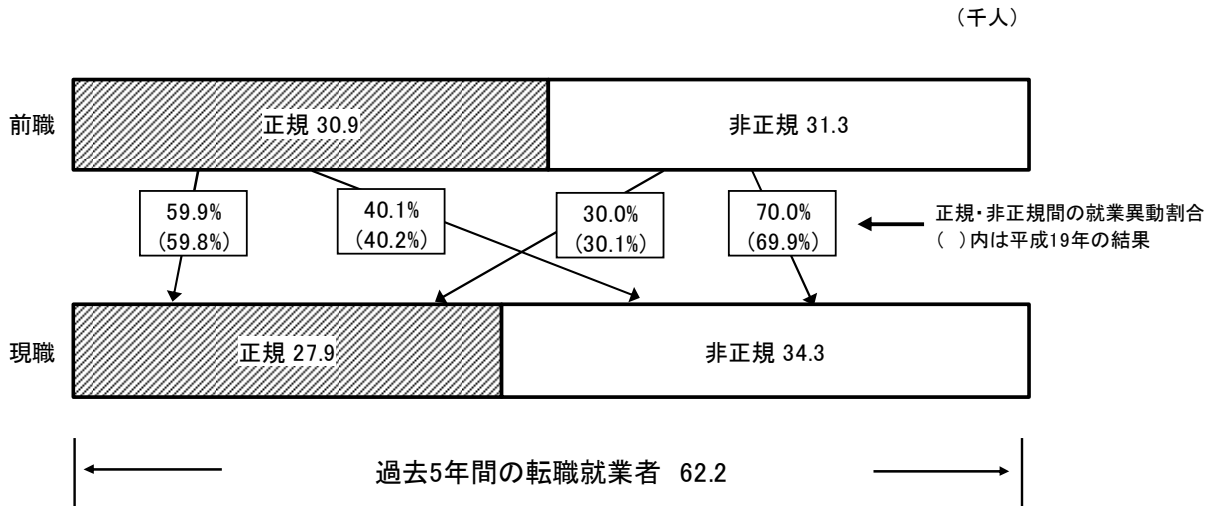 （千人）
前職
正規 30.9
非正規 31.3
59.9%
(59.8%)
40.1%
(40.2%)
30.0%
(30.1%)
70.0%
(69.9%)
正規・非正規間の就業異動割合
(　)内は平成19年の結果
現職
正規 27.9
非正規 34.3
過去5年間の転職就業者　62.2